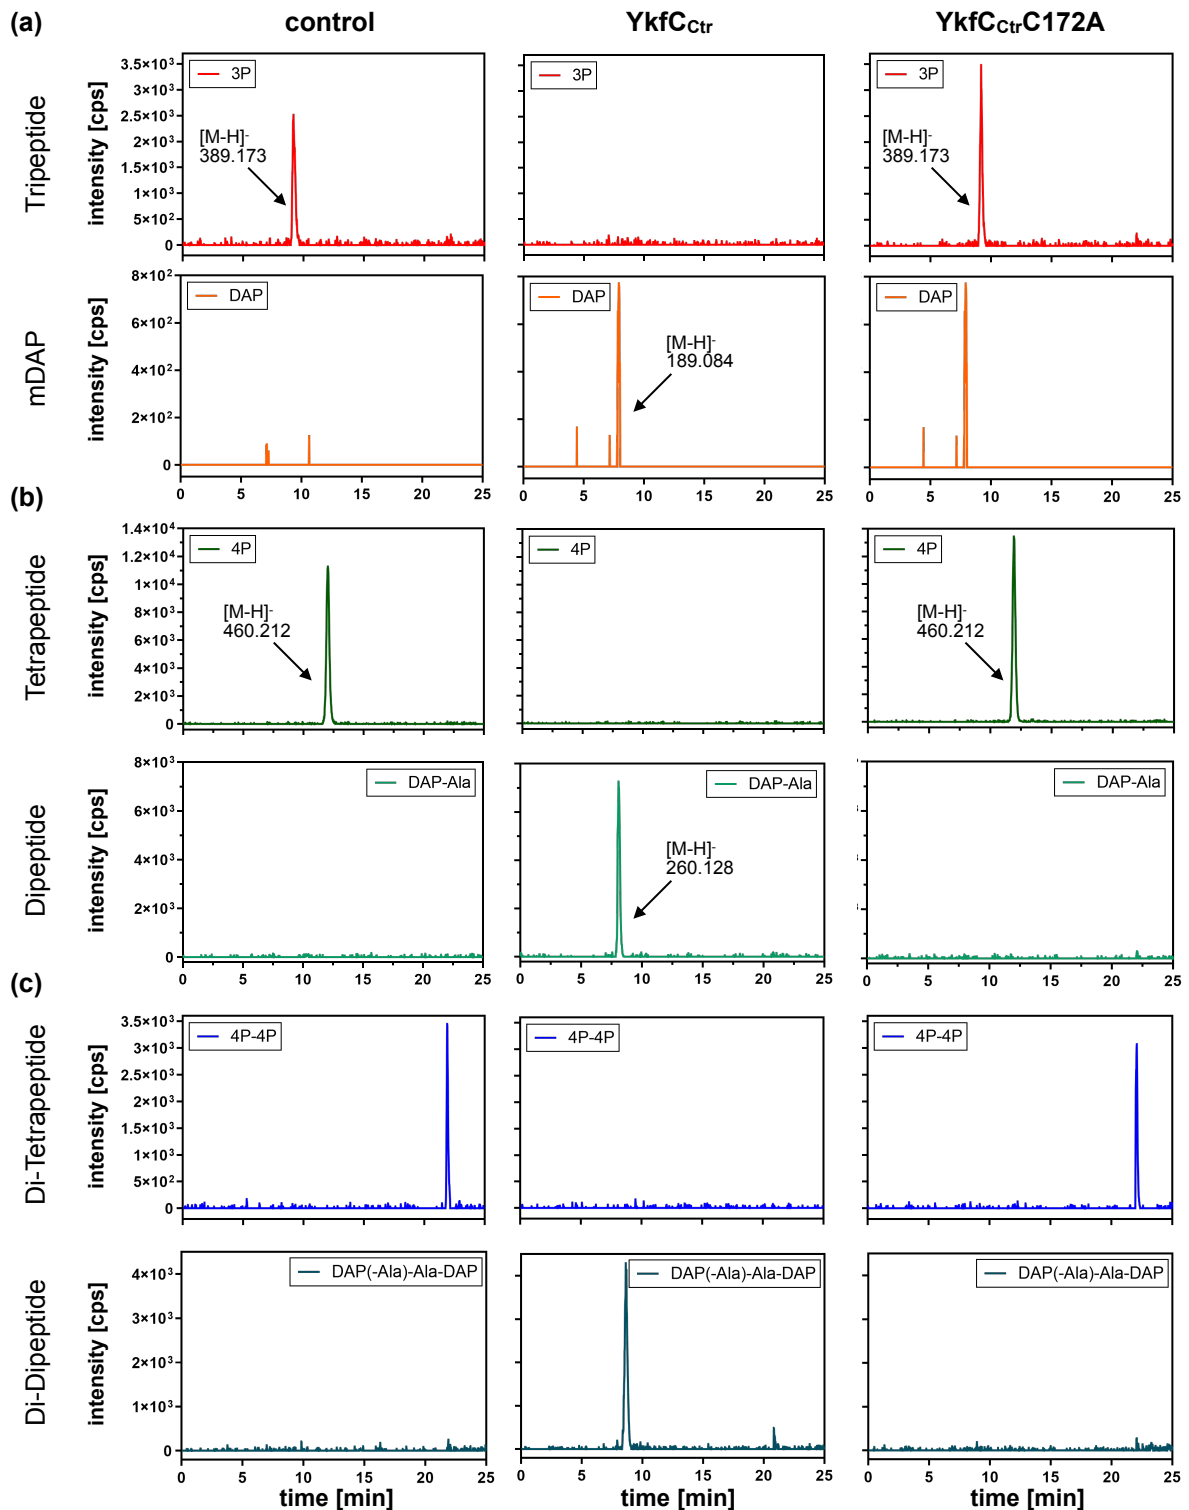 (a) control YkfCCtr YkfCCtrC172A
Tripeptide
intensity [cps]
3.5×10³
3×10³
2.5×10³
2×10³
1.5×10³
1×10³
5×10²
0
3P
[M-H]-
389.173
3P
3P
[M-H]-
389.173
mDAP
intensity [cps]
8×10²
6×10²
4×10²
2×10²
0
DAP
DAP
[M-H]-
189.084
DAP
0 5 10 15 20 25
0 5 10 15 20 25
0 5 10 15 20 25
(b)
Tetrapeptide
intensity [cps]
1.4×10⁴
1.2×10⁴
1×10⁴
8×10³
6×10³
4×10³
2×10³
0
4P
[M-H]-
460.212
4P
4P
[M-H]-
460.212
Dipeptide
intensity [cps]
8×10³
6×10³
4×10³
2×10³
0
DAP-Ala
DAP-Ala
[M-H]-
260.128
DAP-Ala
0 5 10 15 20 25
0 5 10 15 20 25
0 5 10 15 20 25
(c)
Di-Tetrapeptide
intensity [cps]
3.5×10³
3×10³
2.5×10³
2×10³
1.5×10³
1×10³
5×10²
0
4P-4P
4P-4P
4P-4P
Di-Dipeptide
intensity [cps]
4×10³
3×10³
2×10³
1×10³
0
DAP(-Ala)-Ala-DAP
DAP(-Ala)-Ala-DAP
DAP(-Ala)-Ala-DAP
0 5 10 15 20 25
0 5 10 15 20 25
0 5 10 15 20 25
time [min] time [min] time [min]